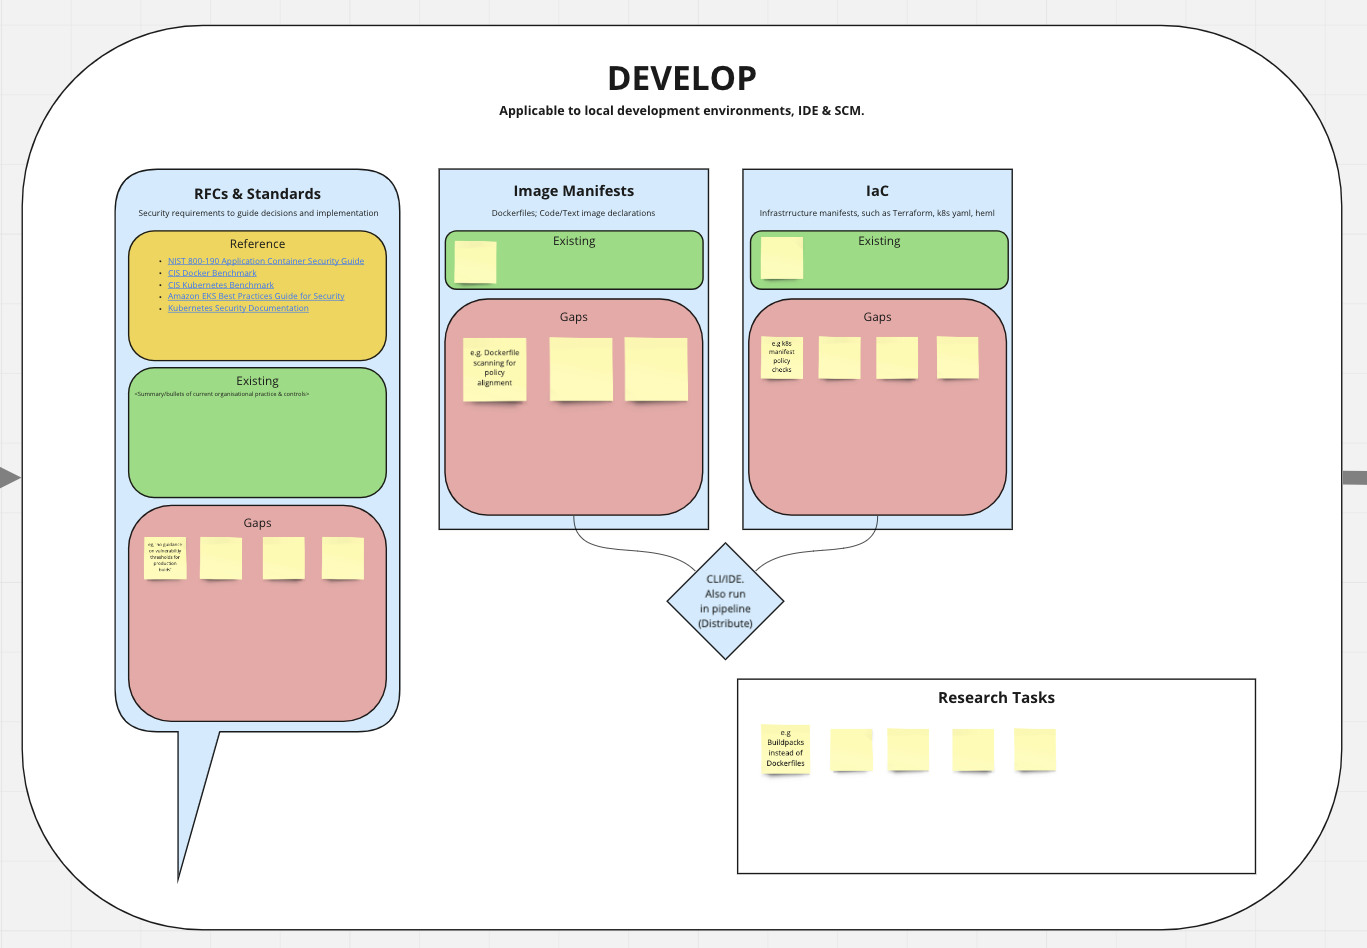 DEVELOP
Applicable to local development environments, IDE & SCM.
RFCs & Standards
Security requirements to guide decisions and implementation
Reference
• NIST 800-190 Application Container Security Guide
• CIS Docker Benchmark
• CIS Kubernetes Benchmark
• Amazon EKS Best Practices Guide for Security
• Kubernetes Security Documentation
Existing
<Summary/bullets of current organisational practice & controls>
Gaps
eg. 'no guidance
on vulnerability
thresholds for
production
builds'
Image Manifests
Dockerfiles; Code/Text image declarations
Existing
Gaps
e.g. Dockerfile
scanning for
policy
alignment
IaC
Infrastrructure manifests, such as Terraform, k8s yaml, heml
Existing
Gaps
e.g k8s
manifest
policy
checks
CLI/IDE.
Also run
in pipeline
(Distribute)
Research Tasks
e.g
Buildpacks
instead of
Dockerfiles